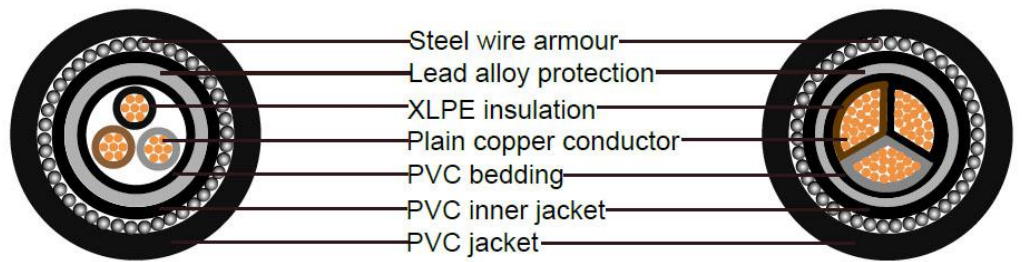 Steel wire armour
Lead alloy protection
XLPE insulation
Plain copper conductor
PVC bedding
PVC inner jacket
PVC jacket